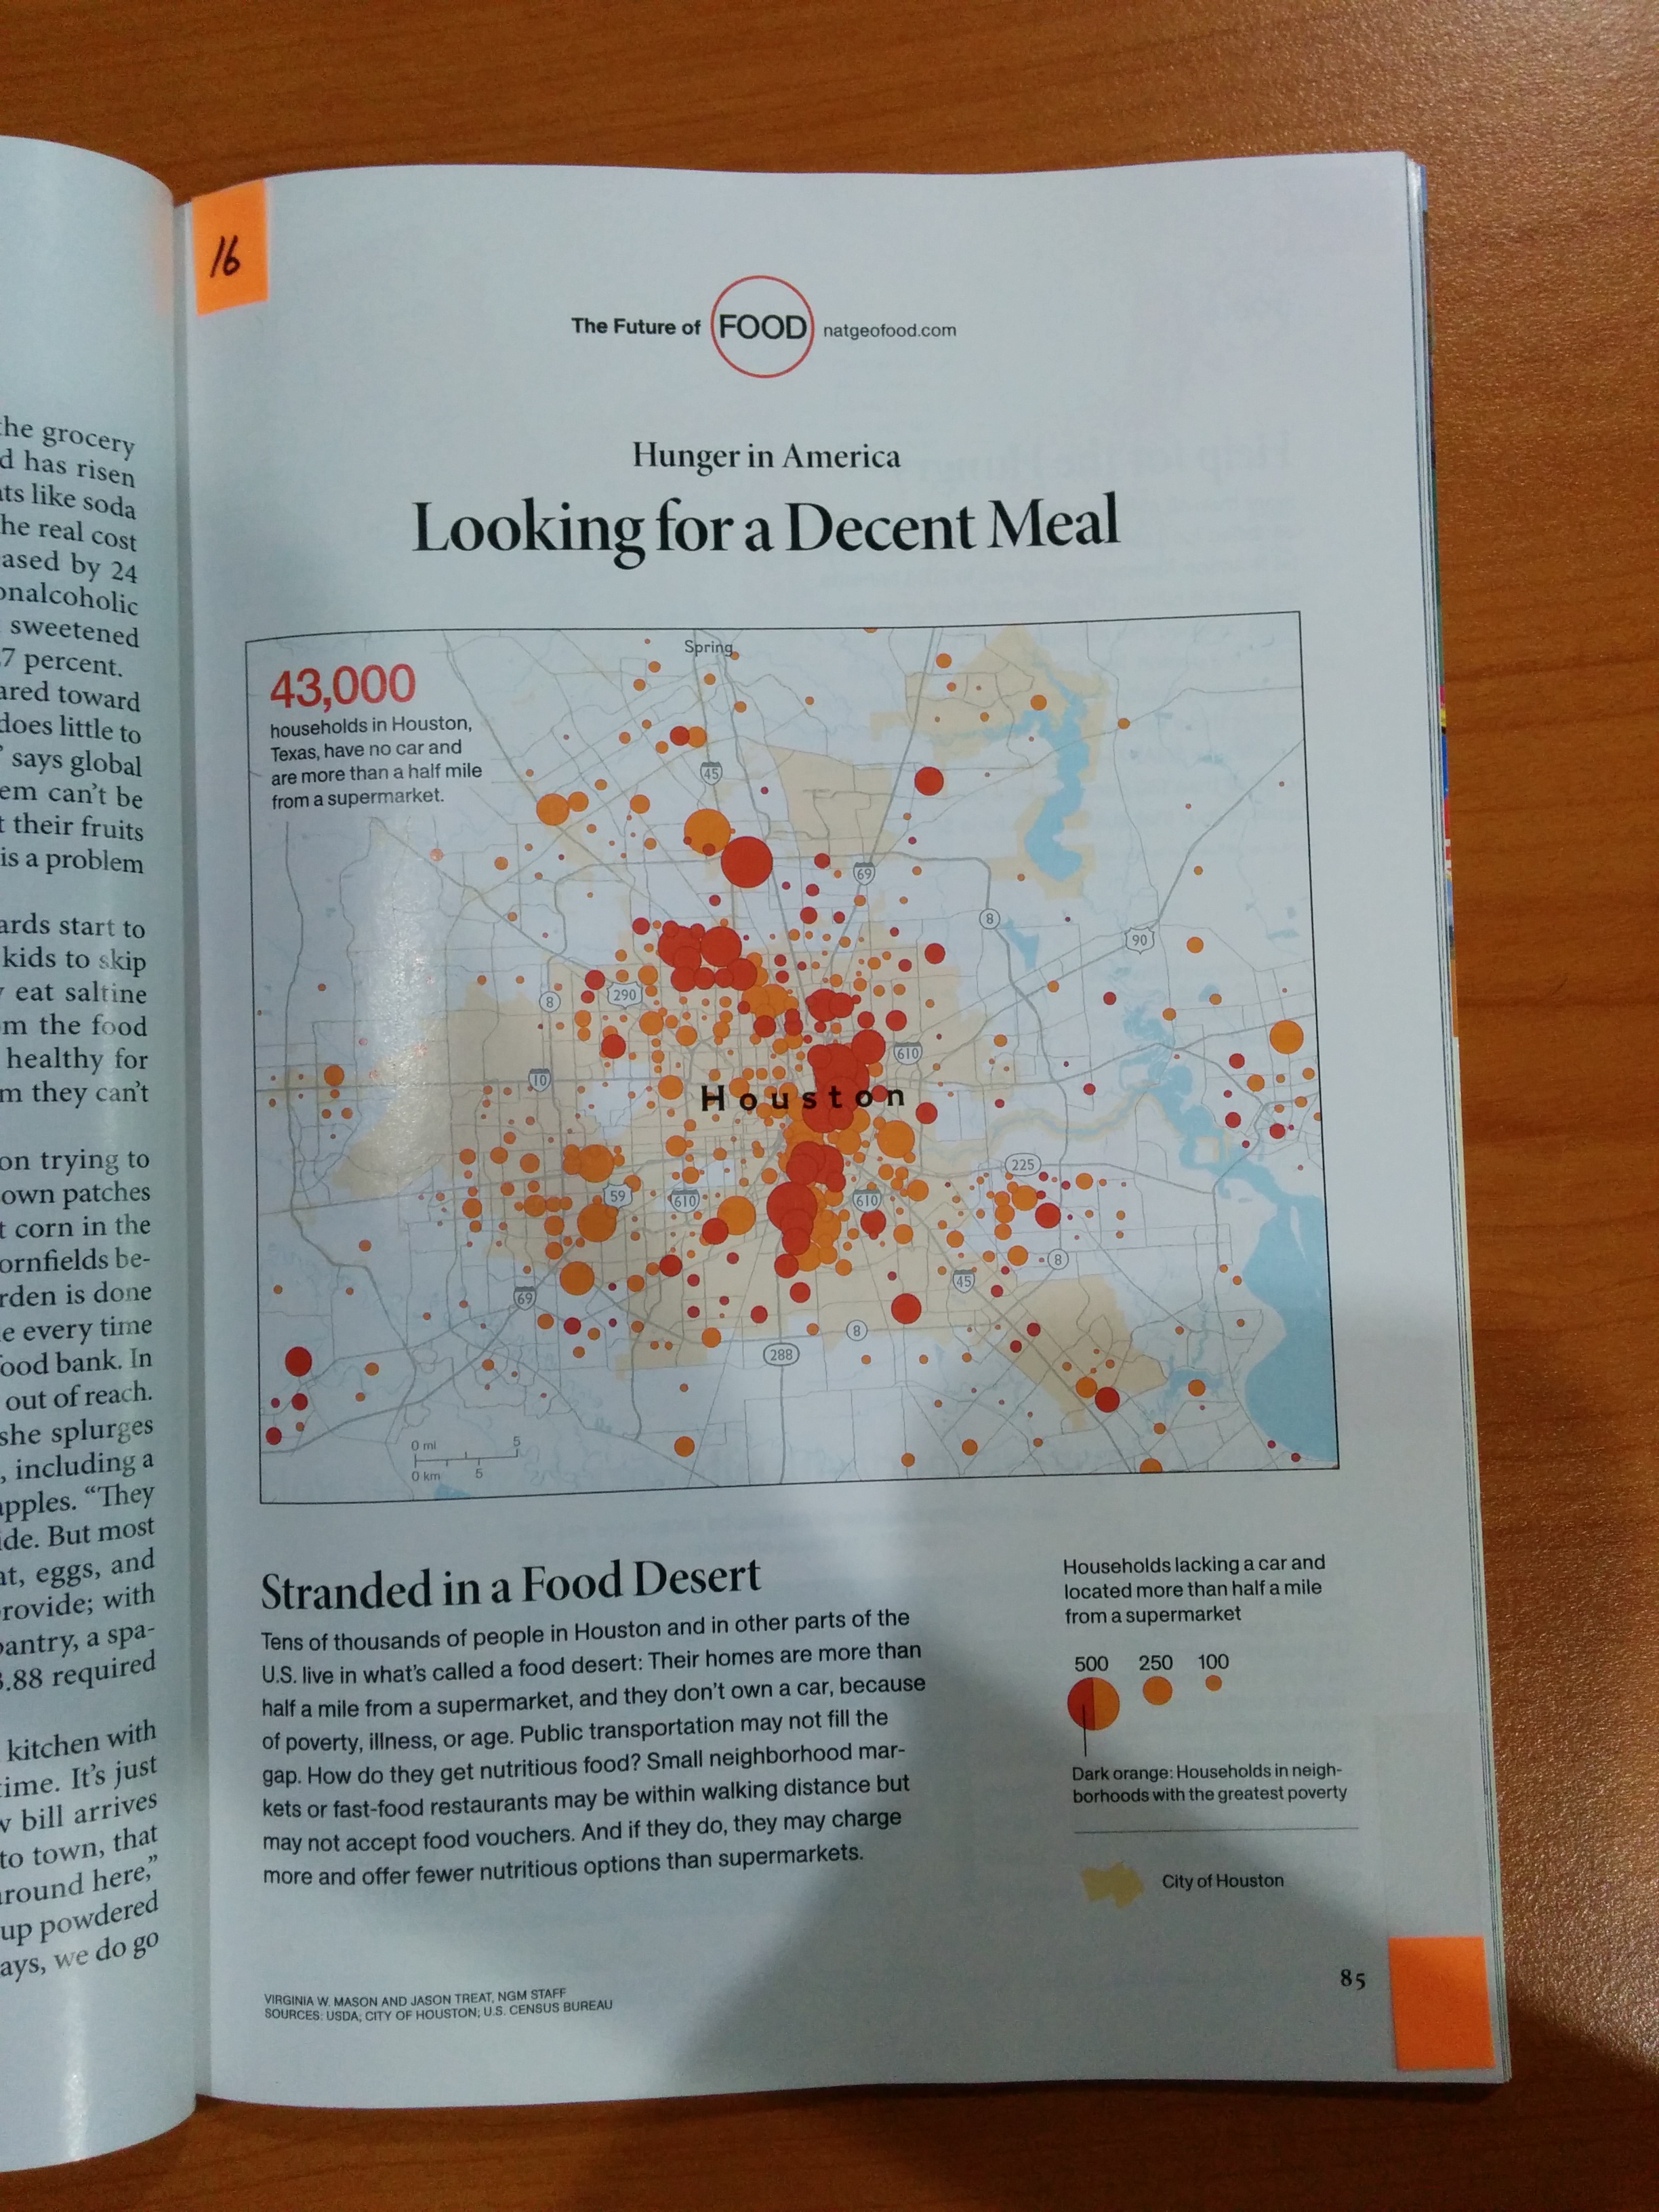 the grocery
d has risen
ats like soda
he real cost
ased by 24
onalcoholic
sweetened
7 percent.
ared toward
does little to
" says global
em can't be
t their fruits
is a problem
ards start to
kids to skip
y eat saltine
m the food
healthy for
m they can't
on trying to
own patches
t corn in the
ornfields be-
rden is done
e every time
food bank. In
out of reach.
she splurges
, including a
apples. “They
ide. But most
at, eggs, and
rovide; with
pantry, a spa-
3.88 required
kitchen with
time. It's just
w bill arrives
to town, that
around here,”
up powdered
ays, we do go
16
The Future of FOOD natgeofood.com
Hunger in America
Looking for a Decent Meal
43,000
households in Houston,
Texas, have no car and
are more than a half mile
from a supermarket.
Spring
45
69
8
90
8
290
610
10
Houston
225
59
610
610
8
45
69
8
288
0 mi 5
0 km 5
Stranded in a Food Desert
Tens of thousands of people in Houston and in other parts of the
U.S. live in what's called a food desert: Their homes are more than
half a mile from a supermarket, and they don't own a car, because
of poverty, illness, or age. Public transportation may not fill the
gap. How do they get nutritious food? Small neighborhood mar-
kets or fast-food restaurants may be within walking distance but
may not accept food vouchers. And if they do, they may charge
more and offer fewer nutritious options than supermarkets.
Households lacking a car and
located more than half a mile
from a supermarket
500 250 100
Dark orange: Households in neigh-
borhoods with the greatest poverty
City of Houston
VIRGINIA W. MASON AND JASON TREAT, NGM STAFF
SOURCES: USDA; CITY OF HOUSTON; U.S. CENSUS BUREAU
85